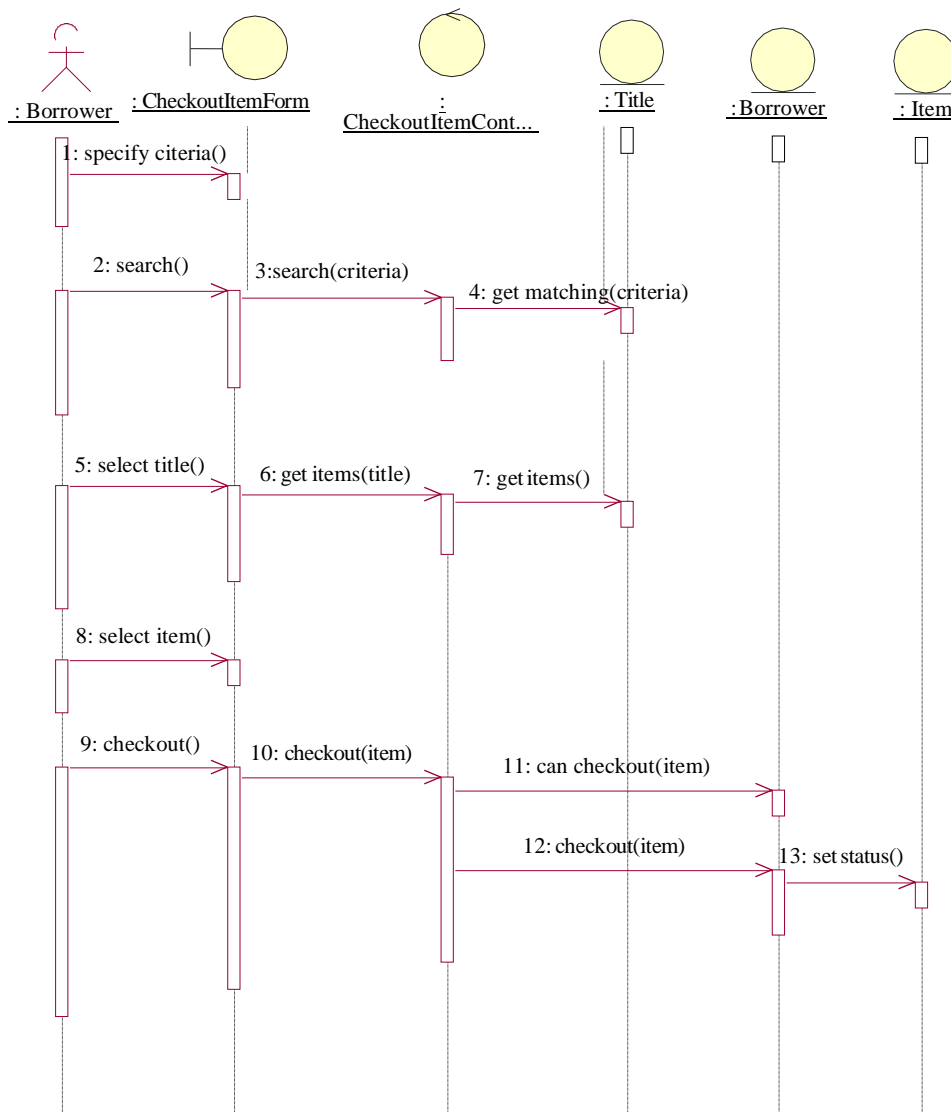 : Borrower
: CheckoutItemForm
:
CheckoutItemCont...
: Title
: Borrower
: Item
1: specify citeria()
2: search()
3:search(criteria)
4: get matching(criteria)
5: select title()
6: get items(title)
7: get items()
8: select item()
9: checkout()
10: checkout(item)
11: can checkout(item)
12: checkout(item)
13: set status()